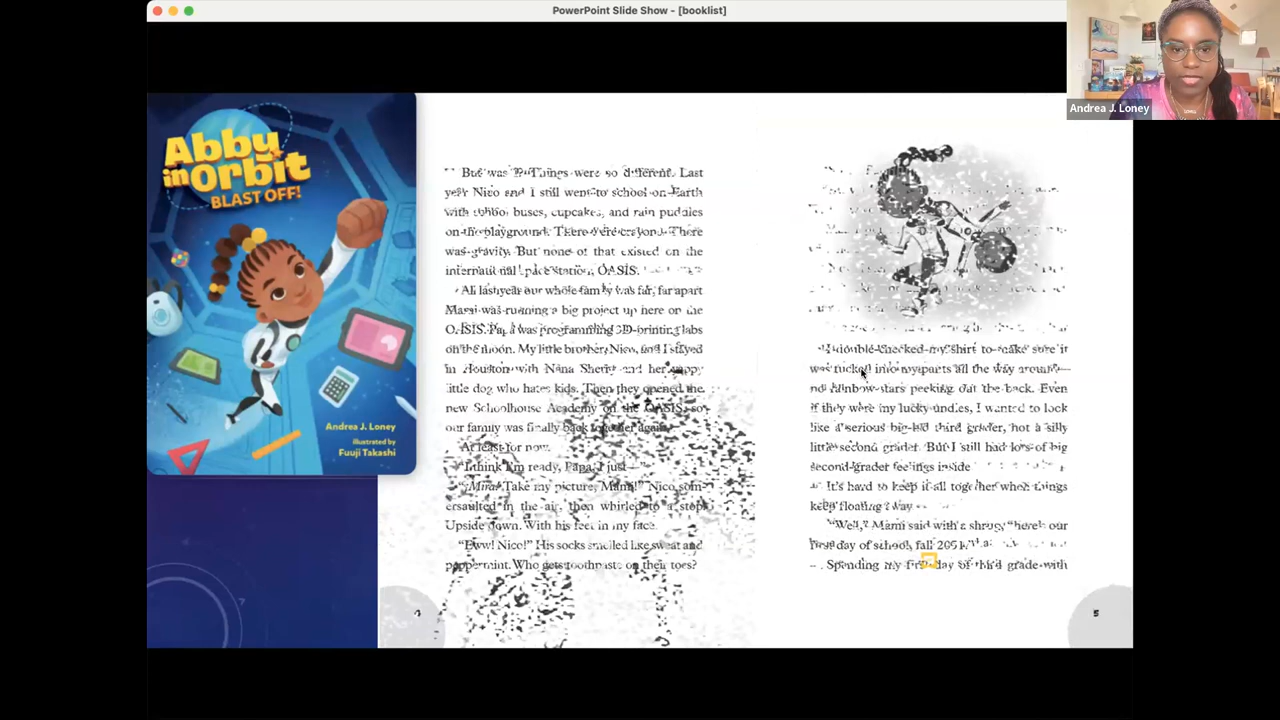 PowerPoint Slide Show - [booklist]
Andrea J. Loney
Abby
in Orbit
BLAST OFF!
Andrea J. Loney
illustrated by
Fuuji Takashi
But was I? Things were so different. Last
year Nico and I still went to school on Earth
with school buses, cupcakes, and rain puddles
on the playground. There were crayons. There
was gravity. But none of that existed on the
international space station, OASIS.
All last year our whole family was far, far apart
Mami was running a big project up here on the
OASIS. Papa was programming 3D-printing labs
on the moon. My little brother, Nico, and I stayed
in Houston with Nana Sherie and her yappy
little dog who hates kids. Then they opened the
new Schoolhouse Academy on the OASIS, so
our family was finally back together again.
At least for now.
"I think I'm ready, Papa. I just—"
"Mira! Take my picture, Mami!" Nico som-
ersaulted in the air, then whirled to a stop
Upside down. With his feet in my face.
"Eww! Nico!" His socks smelled like sweat and
peppermint. Who gets toothpaste on their toes?
4
I double-checked my shirt to make sure it
was tucked into my pants all the way around—
no rainbow stars peeking out the back. Even
if they were my lucky undies, I wanted to look
like a serious big-kid third grader, not a silly
little second grader. But I still had lots of big
second-grader feelings inside
It's hard to keep it all together when things
keep floating away
"Well," Mami said with a shrug, "here's our
first day of school, fall 2051."
Spending my first day of third grade with
5